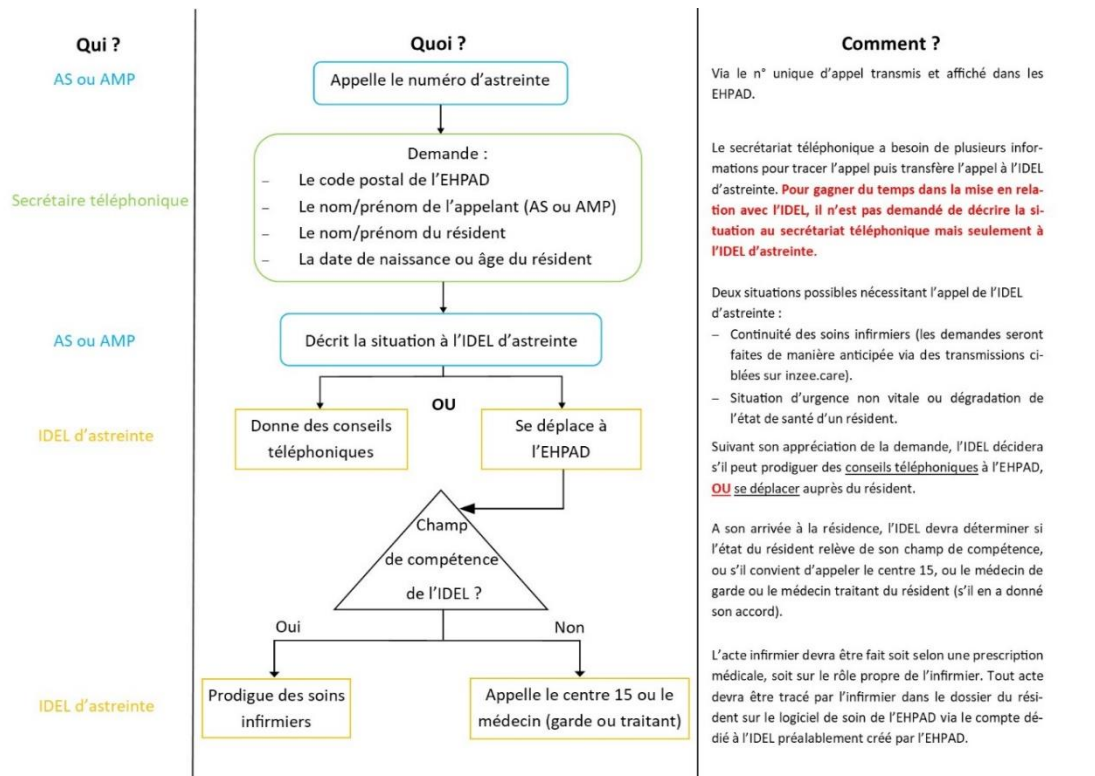 Qui ?
Quoi ?
Comment ?
AS ou AMP
Appelle le numéro d’astreinte
Via le n° unique d’appel transmis et affiché dans les
EHPAD.
Secrétaire téléphonique
Demande :
– Le code postal de l’EHPAD
– Le nom/prénom de l’appelant (AS ou AMP)
– Le nom/prénom du résident
– La date de naissance ou âge du résident
Le secrétariat téléphonique a besoin de plusieurs infor-
mations pour tracer l’appel puis transfère l’appel à l’IDEL
d’astreinte. Pour gagner du temps dans la mise en rela-
tion avec l’IDEL, il n’est pas demandé de décrire la si-
tuation au secrétariat téléphonique mais seulement à
l’IDEL d’astreinte.
AS ou AMP
Décrit la situation à l’IDEL d’astreinte
Deux situations possibles nécessitant l’appel de l’IDEL
d’astreinte :
– Continuité des soins infirmiers (les demandes seront
faites de manière anticipée via des transmissions ci-
blées sur inzee.care).
– Situation d’urgence non vitale ou dégradation de
l’état de santé d’un résident.
IDEL d’astreinte
Donne des conseils
téléphoniques
OU
Se déplace à
l’EHPAD
Suivant son appréciation de la demande, l’IDEL décidera
s’il peut prodiguer des conseils téléphoniques à l’EHPAD,
OU se déplacer auprès du résident.
Champ
de compétence
de l’IDEL ?
A son arrivée à la résidence, l’IDEL devra déterminer si
l’état du résident relève de son champ de compétence,
ou s’il convient d’appeler le centre 15, ou le médecin de
garde ou le médecin traitant du résident (s’il en a donné
son accord).
Oui
Non
IDEL d’astreinte
Prodigue des soins
infirmiers
Appelle le centre 15 ou le
médecin (garde ou traitant)
L’acte infirmier devra être fait soit selon une prescription
médicale, soit sur le rôle propre de l’infirmier. Tout acte
devra être tracé par l’infirmier dans le dossier du rési-
dent sur le logiciel de soin de l’EHPAD via le compte dé-
dié à l’IDEL préalablement créé par l’EHPAD.